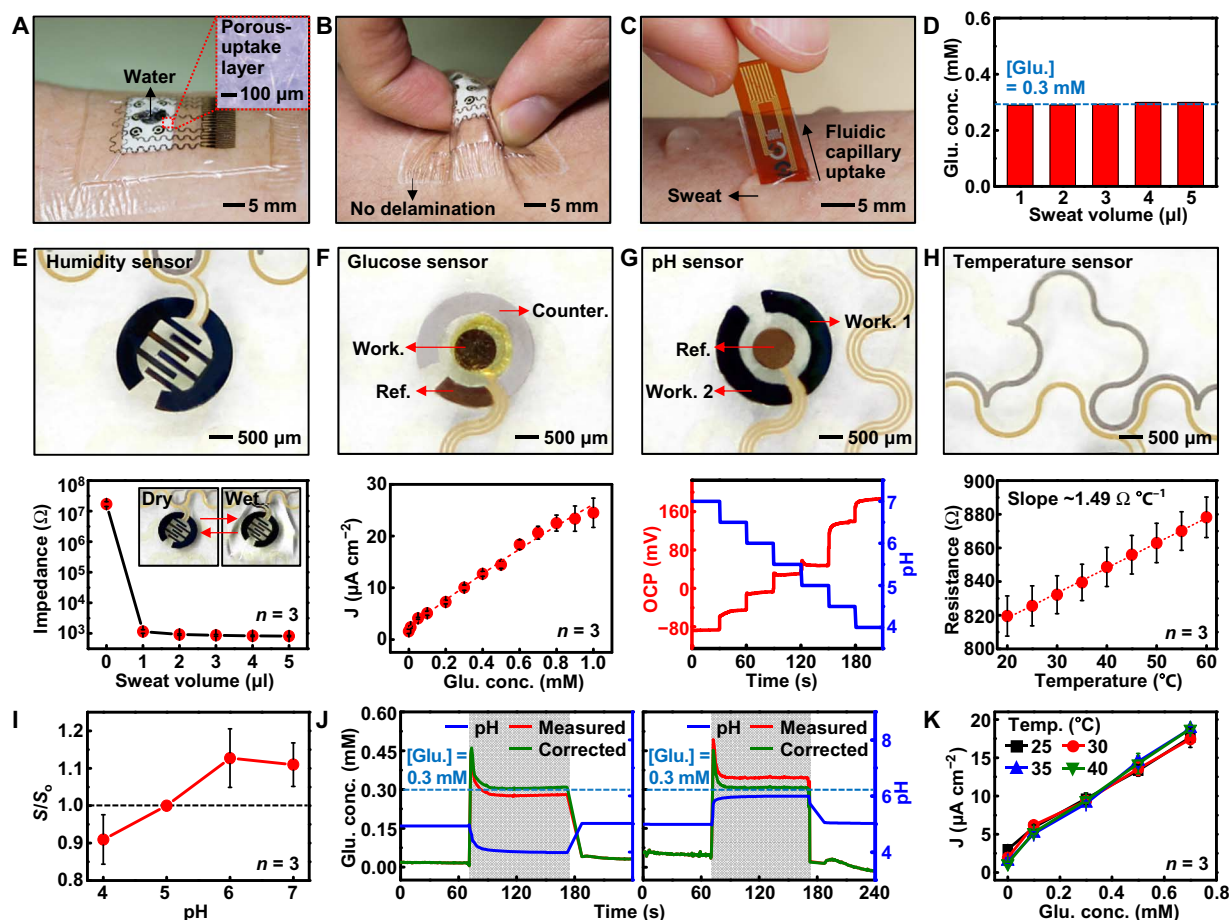 A
Porous-
uptake
layer
100 µm
Water
5 mm
B
No delamination
5 mm
C
Fluidic
capillary
uptake
Sweat
5 mm
D
Glu. conc. (mM)
0.6
0.4
0.2
0.0
[Glu.]
= 0.3 mM
1 2 3 4 5
Sweat volume (µl)
E
Humidity sensor
500 µm
F
Glucose sensor
Counter.
Work.
Ref.
500 µm
G
pH sensor
Work. 1
Ref.
Work. 2
500 µm
H
Temperature sensor
500 µm
Impedance (Ω)
10⁸
10⁷
10⁶
10⁵
10⁴
10³
Dry
Wet
n = 3
0 1 2 3 4 5
Sweat volume (µl)
J (µA cm⁻²)
30
20
10
0
n = 3
0.0 0.2 0.4 0.6 0.8 1.0
Glu. conc. (mM)
OCP (mV)
160
80
0
−80
7
6
5
4
pH
0 60 120 180
Time (s)
Resistance (Ω)
900
880
860
840
820
800
Slope ~1.49 Ω °C⁻¹
n = 3
20 30 40 50 60
Temperature (°C)
I
S/Sₒ
1.2
1.1
1.0
0.9
0.8
n = 3
4 5 6 7
pH
J
Glu. conc. (mM)
0.60
0.45
0.30
0.15
0.00
pH Measured
Corrected
[Glu.] =
0.3 mM
0 60 120 180
pH Measured
Corrected
[Glu.] =
0.3 mM
8
6
4
pH
0 60 120 180 240
Time (s)
K
J (µA cm⁻²)
20
15
10
5
0
Temp. (°C)
25 30
35 40
n = 3
0.0 0.2 0.4 0.6 0.8
Glu. conc. (mM)